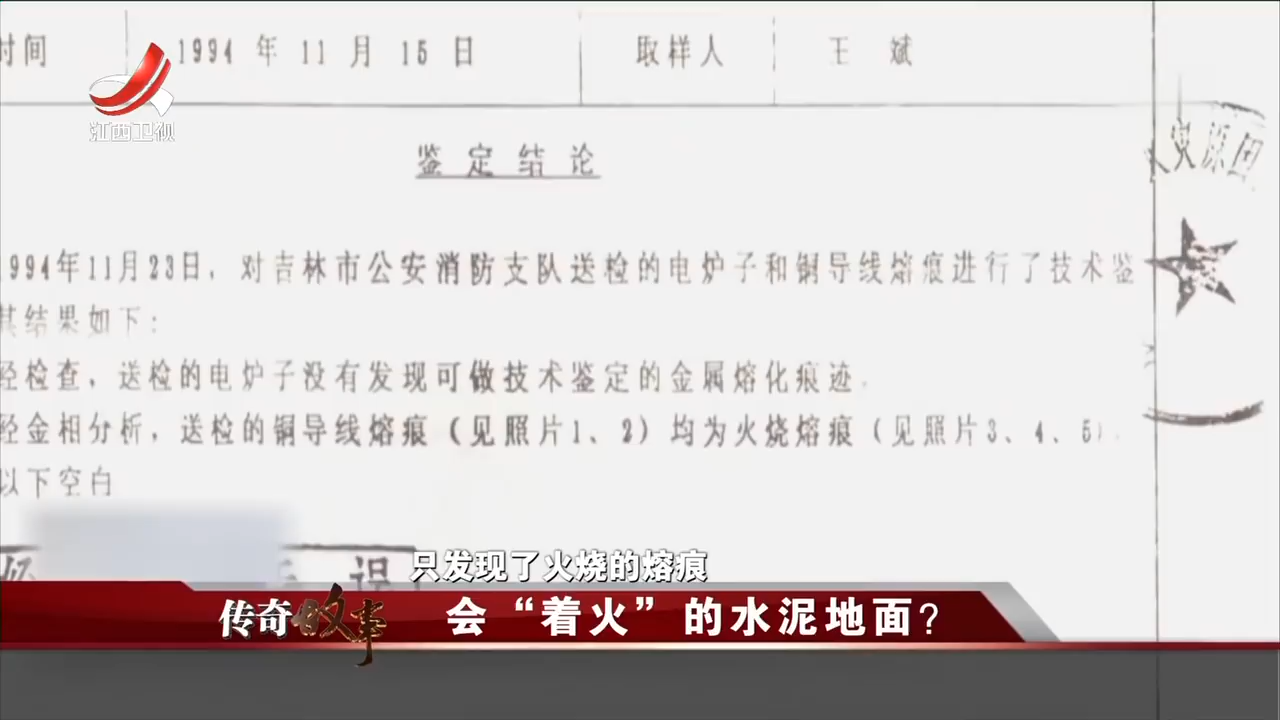 时间 1994 年 11 月 15 日 取样人 王 斌
江西卫视
火灾原因
鉴 定 结 论
994年11月23日，对吉林市公安消防支队送检的电炉子和铜导线熔痕进行了技术鉴
其结果如下：
经检查，送检的电炉子没有发现可做技术鉴定的金属熔化痕迹。
经金相分析，送检的铜导线熔痕（见照片1、2）均为火烧熔痕（见照片3、4、5）。
以下空白
只发现了火烧的熔痕
传奇故事 会“着火”的水泥地面？